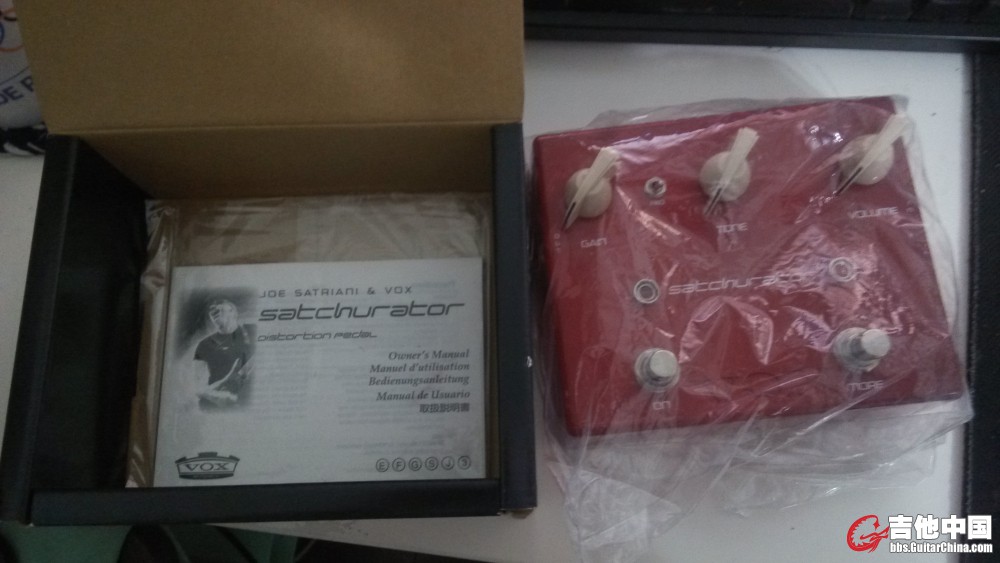 JOE SATRIANI & VOX
satchurator
DISTORTION PEDAL
Owner's Manual
Manuel d'utilisation
Bedienungsanleitung
Manual de Usuario
取扱説明書
VOX
E F G S J 3
GAIN
TONE
VOLUME
satchurator
ON
MORE
吉他中国
bbs.GuitarChina.com